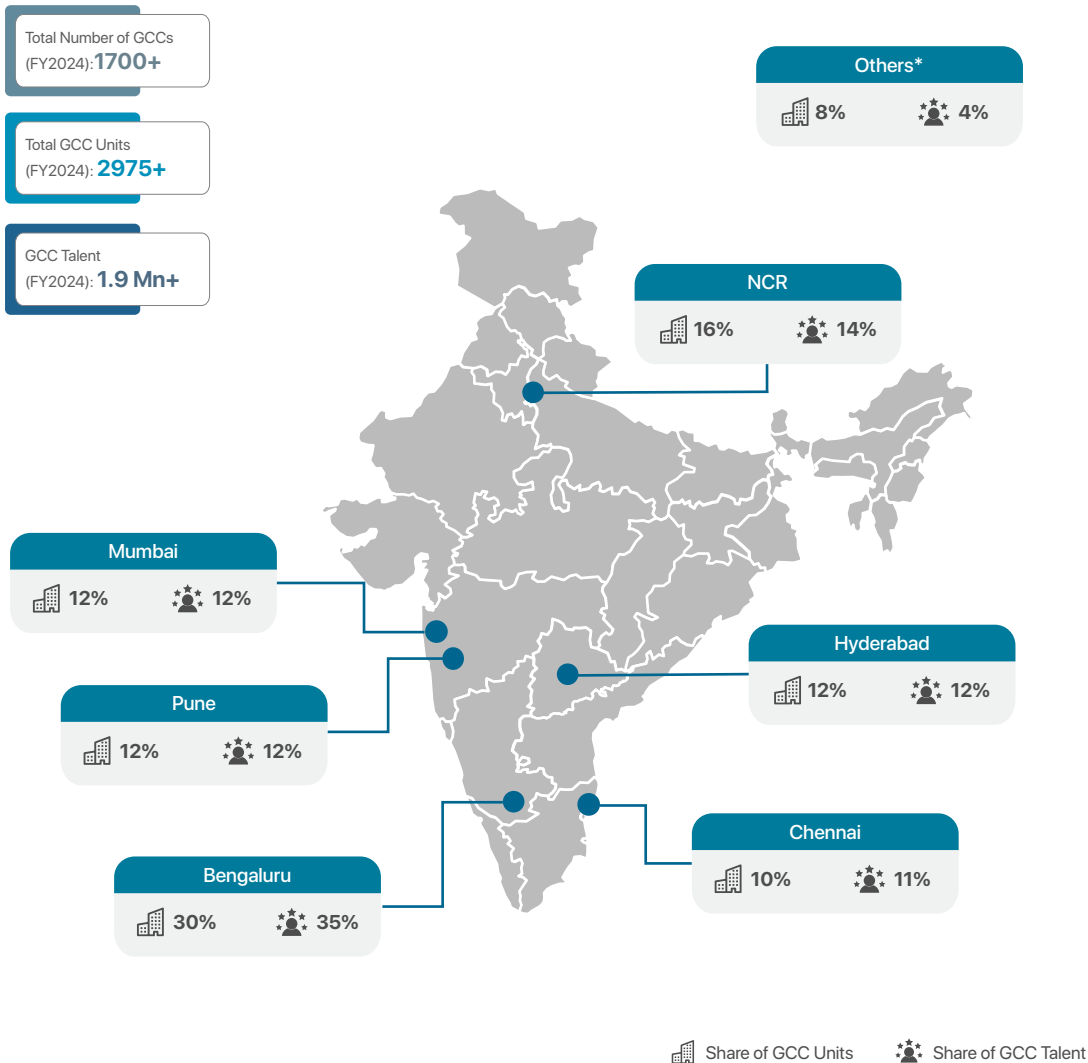 Total Number of GCCs
(FY2024): 1700+
Total GCC Units
(FY2024): 2975+
GCC Talent
(FY2024): 1.9 Mn+
Others*
8% 4%
NCR
16% 14%
Mumbai
12% 12%
Hyderabad
12% 12%
Pune
12% 12%
Chennai
10% 11%
Bengaluru
30% 35%
Share of GCC Units Share of GCC Talent